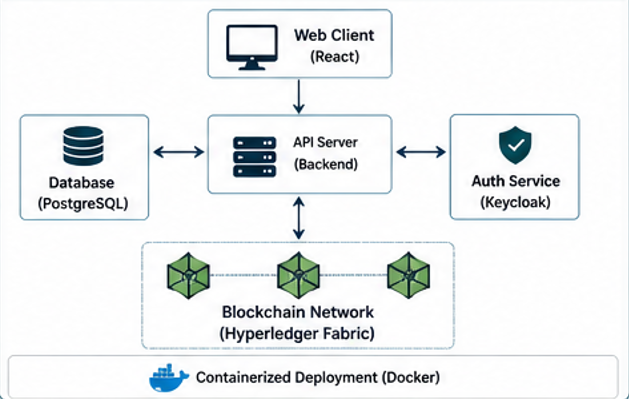 Web Client
(React)
Database
(PostgreSQL)
API Server
(Backend)
Auth Service
(Keycloak)
Blockchain Network
(Hyperledger Fabric)
Containerized Deployment (Docker)